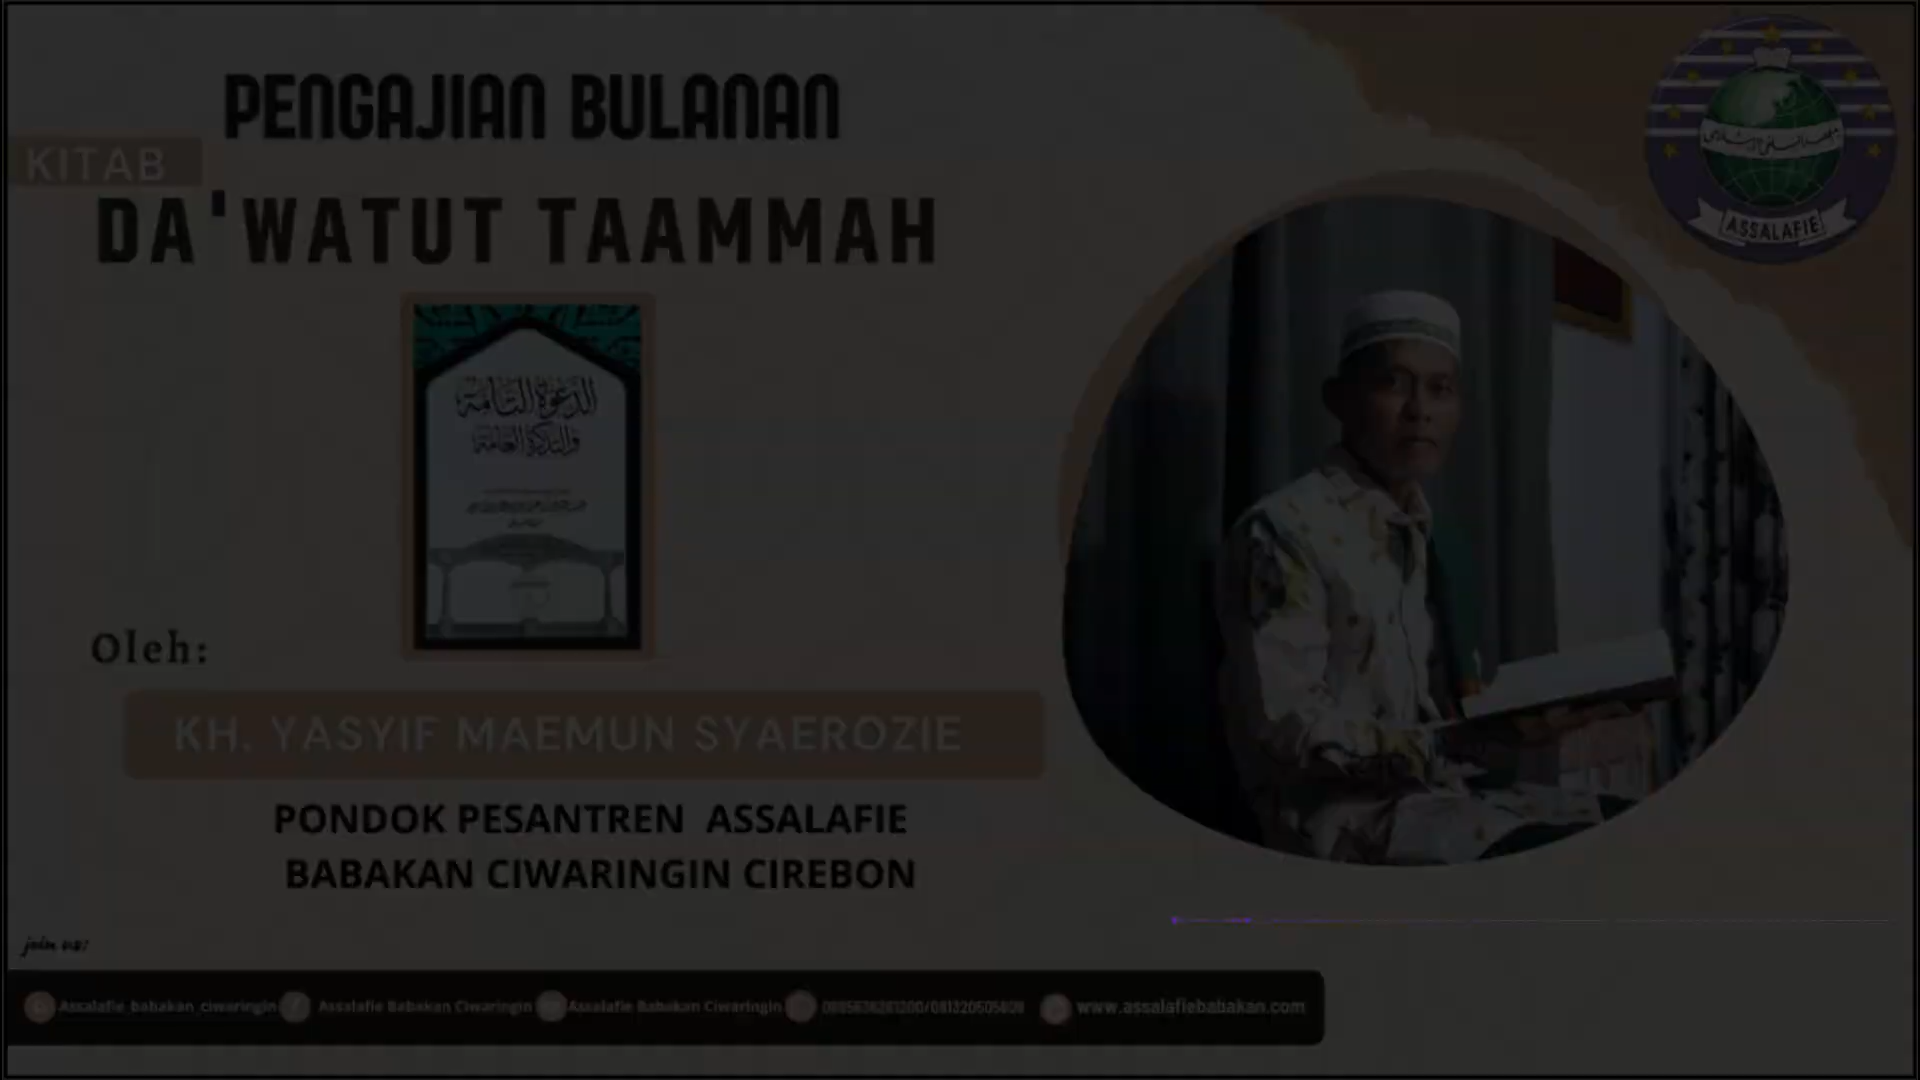 PENGAJIAN BULANAN
KITAB
DA'WATUT TAAMMAH
الدعوة التامة
والتذكرة العامة
Oleh:
KH. YASYIF MAEMUN SYAEROZIE
PONDOK PESANTREN ASSALAFIE
BABAKAN CIWARINGIN CIREBON
ASSALAFIE
join us:
Assalafie_babakan_ciwaringin Assalafie Babakan Ciwaringin Assalafie Babakan Ciwaringin www.assalafiebabakan.com